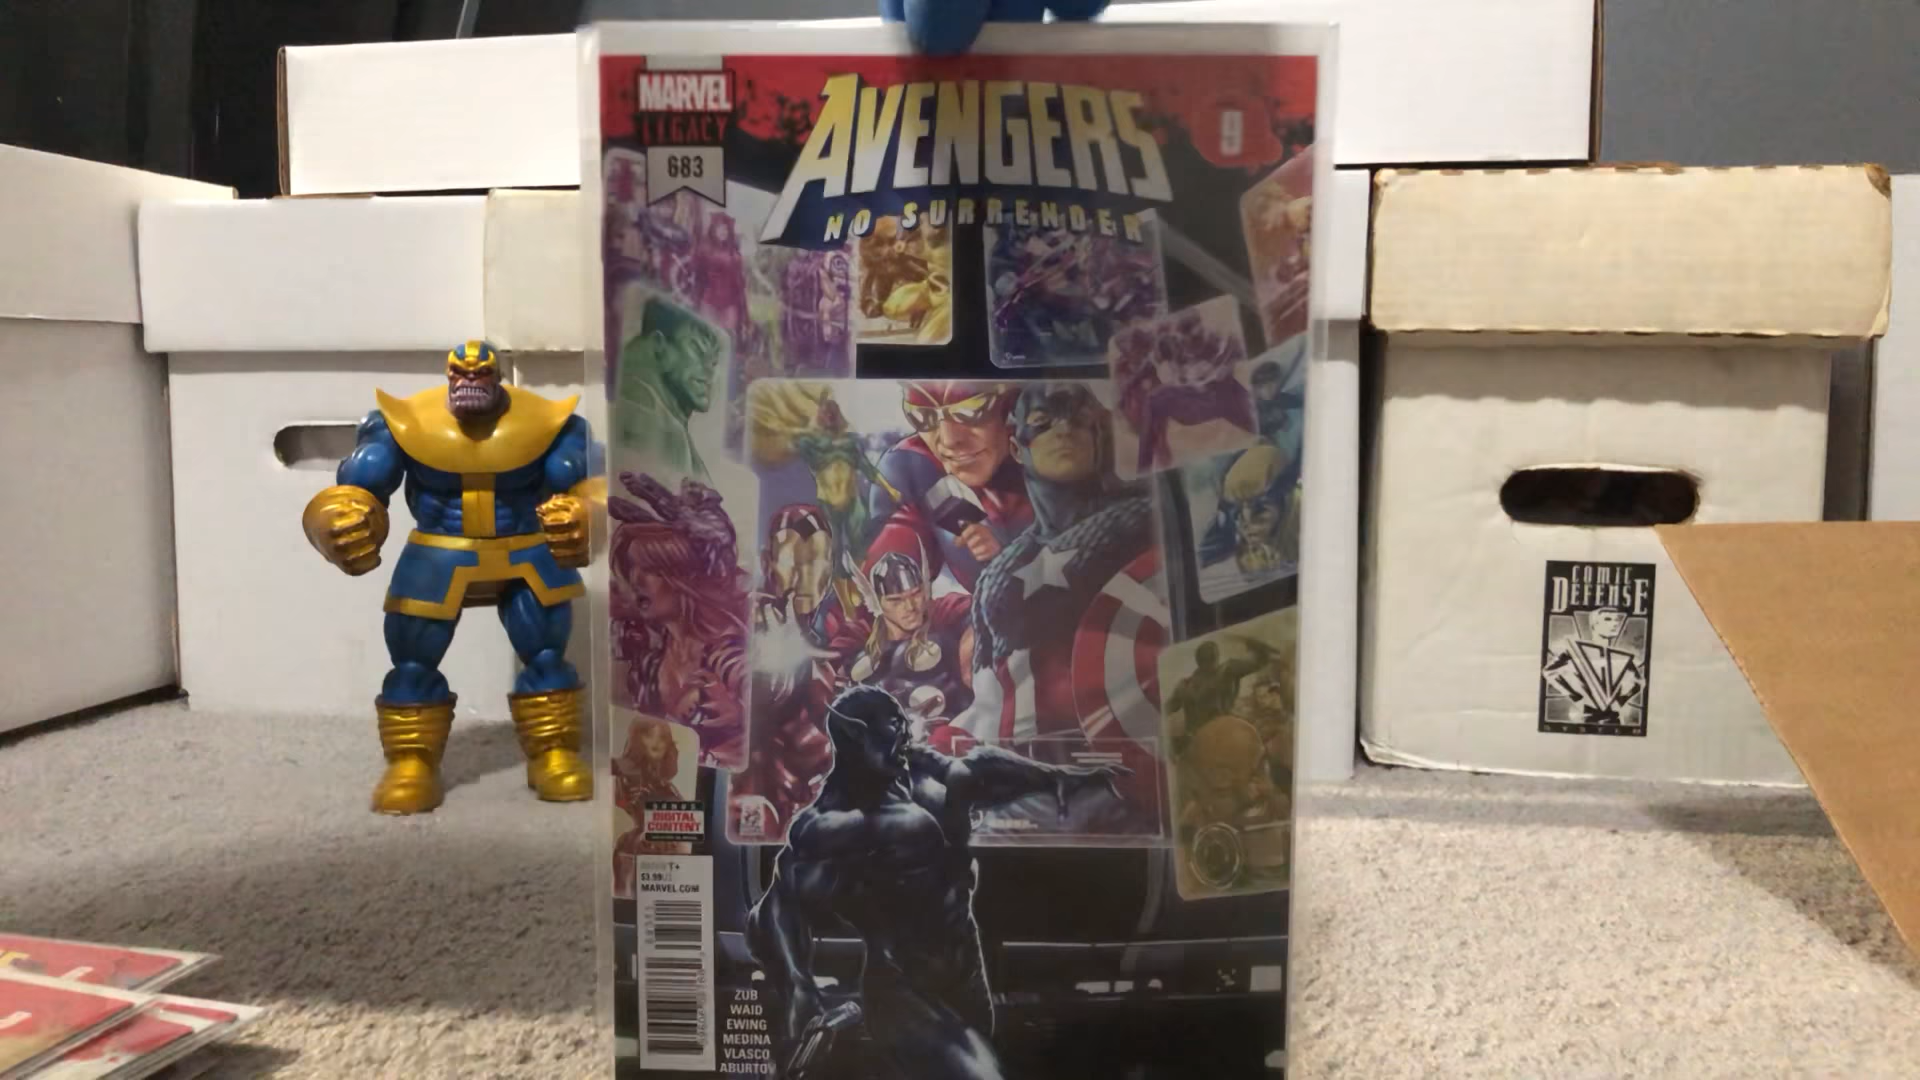 MARVEL
LEGACY
683
AVENGERS
NO SURRENDER
9
DIGITAL
CONTENT
T+
$3.99
MARVEL.COM
ZUB
WAID
EWING
MEDINA
VLASCO
ABURTOV
COMIC
DEFENSE
SYSTEM